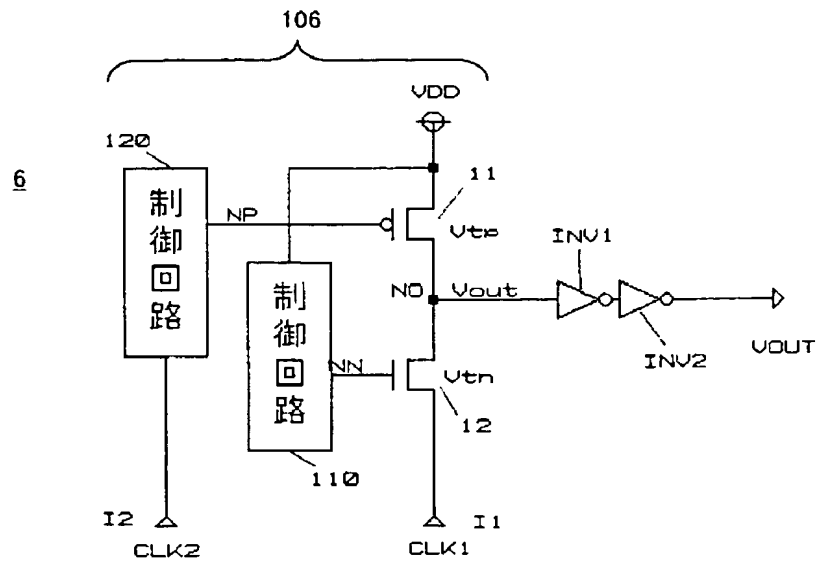 106
VDD
120
6
11
制御回路
NP
Vtp
INV1
制御回路
NO
Vout
VOUT
INV2
NN
Vtn
12
110
I2
I1
CLK2
CLK1